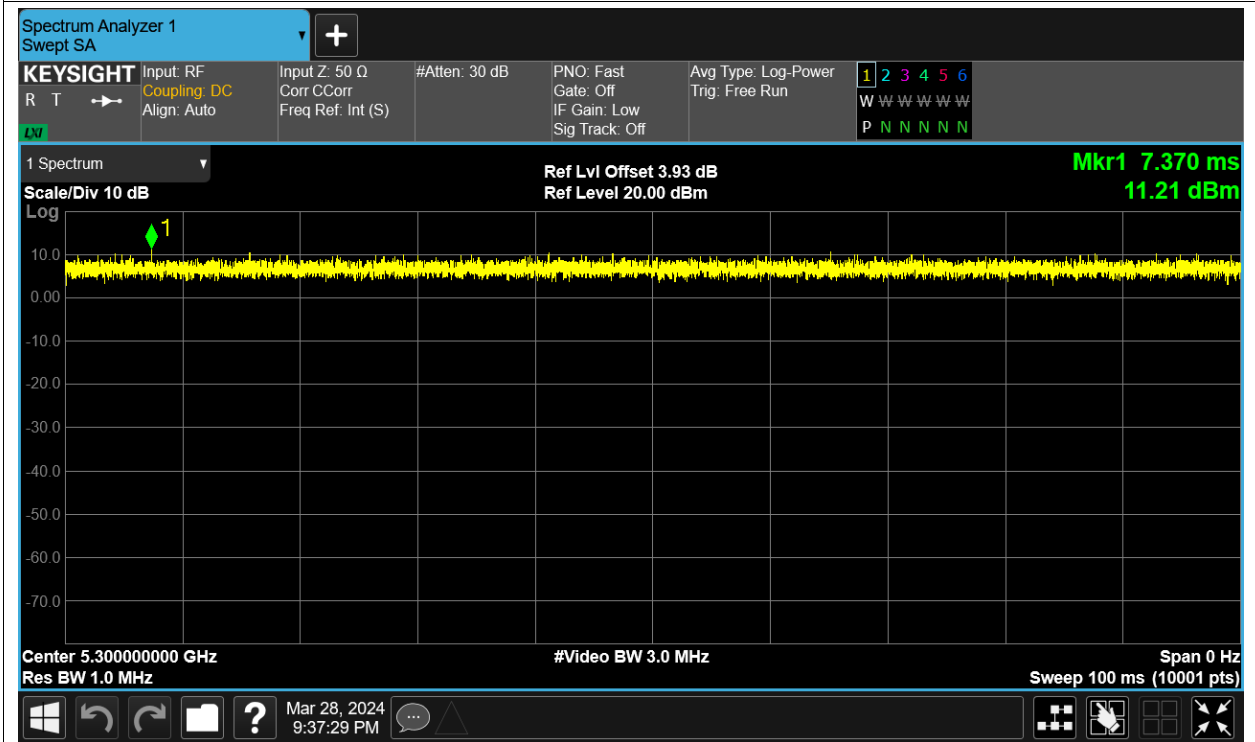 Spectrum Analyzer 1
Swept SA
KEYSIGHT
R T
LXI
Input: RF
Coupling: DC
Align: Auto
Input Z: 50 Ω
Corr CCorr
Freq Ref: Int (S)
#Atten: 30 dB
PNO: Fast
Gate: Off
IF Gain: Low
Sig Track: Off
Avg Type: Log-Power
Trig: Free Run
1 2 3 4 5 6
W W W W W W
P N N N N N
1 Spectrum
Scale/Div 10 dB
Log
Ref Lvl Offset 3.93 dB
Ref Level 20.00 dBm
Mkr1 7.370 ms
11.21 dBm
1
10.0
0.00
-10.0
-20.0
-30.0
-40.0
-50.0
-60.0
-70.0
Center 5.300000000 GHz
#Video BW 3.0 MHz
Span 0 Hz
Res BW 1.0 MHz
Sweep 100 ms (10001 pts)
?
Mar 28, 2024
9:37:29 PM